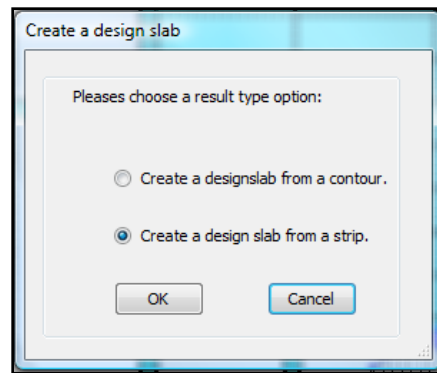 Create a design slab
Pleases choose a result type option:
Create a designslab from a contour.
Create a design slab from a strip.
OK
Cancel